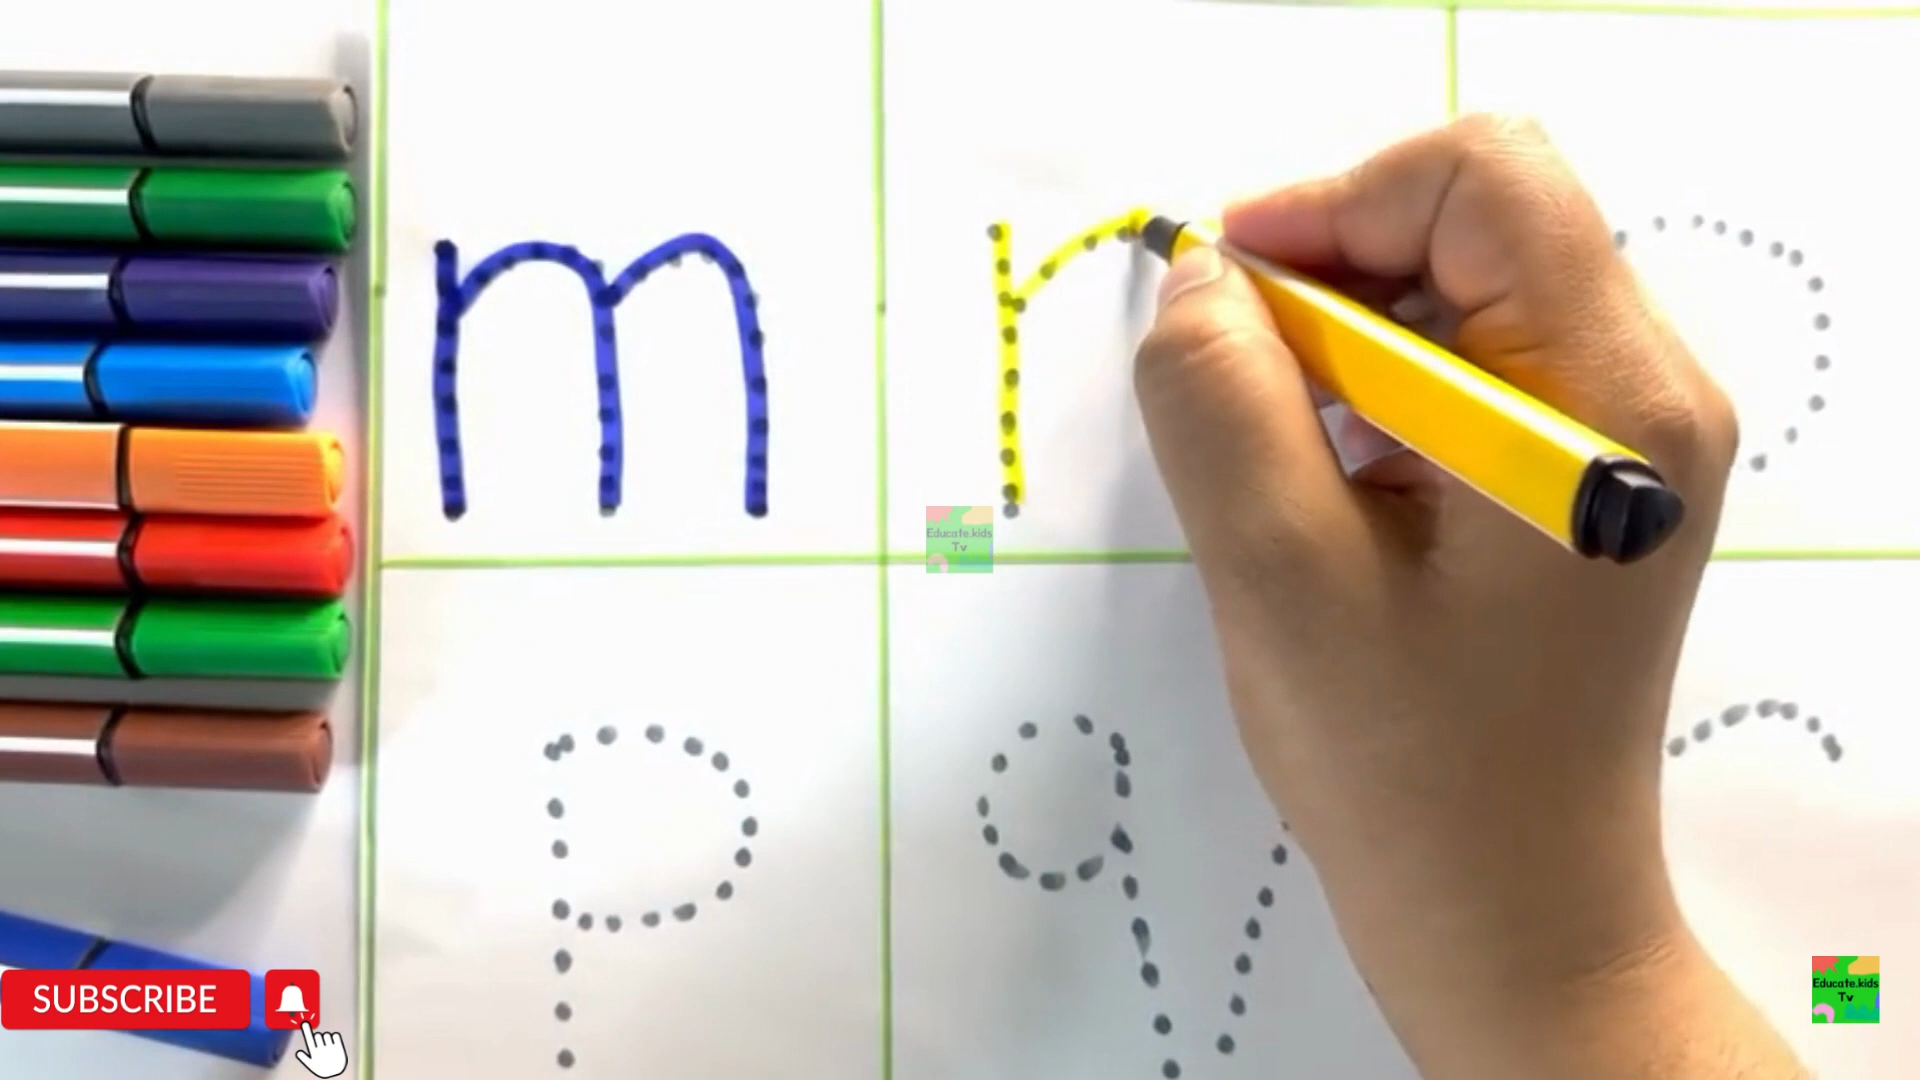 m n
Educate.kids
Tv
p q
SUBSCRIBE
Educate.kids
Tv